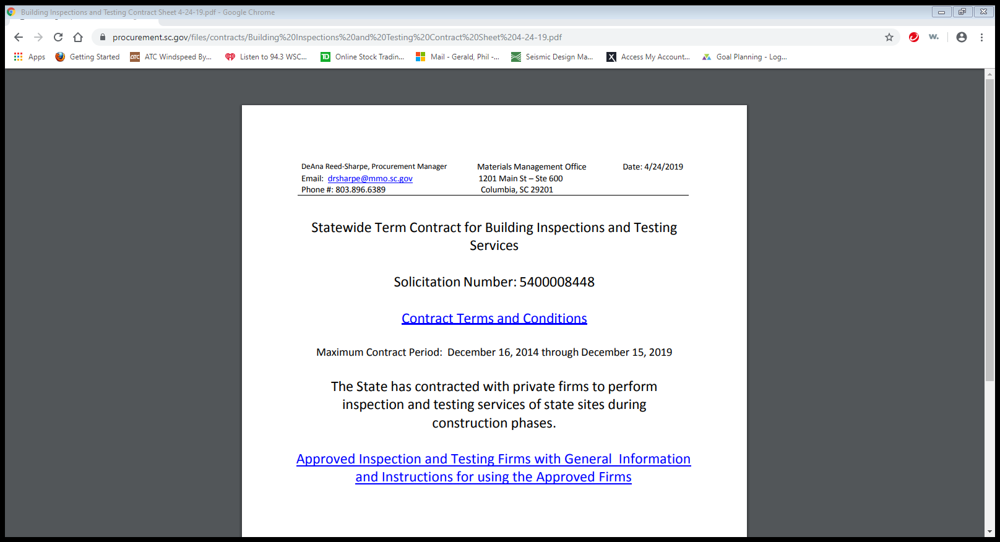 Building Inspections and Testing Contract Sheet 4-24-19.pdf - Google Chrome
procurement.sc.gov/files/contracts/Building%20Inspections%20and%20Testing%20Contract%20Sheet%204-24-19.pdf
w.
Apps Getting Started ATC ATC Windspeed By... Listen to 94.3 WSC... TD Online Stock Tradin... Mail - Gerald, Phil -... Seismic Design Ma... X Access My Account... Goal Planning - Log...
DeAna Reed-Sharpe, Procurement Manager Materials Management Office Date: 4/24/2019
Email: drsharpe@mmo.sc.gov 1201 Main St – Ste 600
Phone #: 803.896.6389 Columbia, SC 29201
Statewide Term Contract for Building Inspections and Testing
Services
Solicitation Number: 5400008448
Contract Terms and Conditions
Maximum Contract Period: December 16, 2014 through December 15, 2019
The State has contracted with private firms to perform
inspection and testing services of state sites during
construction phases.
Approved Inspection and Testing Firms with General Information
and Instructions for using the Approved Firms